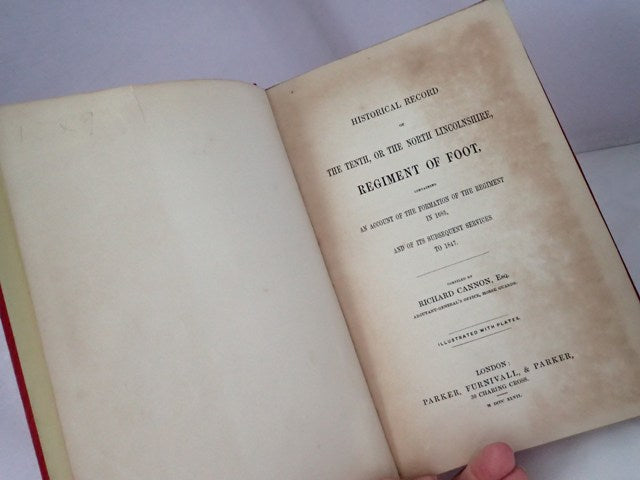 HISTORICAL RECORD
OF
THE TENTH, OR THE NORTH LINCOLNSHIRE,
REGIMENT OF FOOT,
CONTAINING
AN ACCOUNT OF THE FORMATION OF THE REGIMENT
IN 1685,
AND OF ITS SUBSEQUENT SERVICES
TO 1847.
COMPILED BY
RICHARD CANNON, Esq.
ADJUTANT-GENERAL'S OFFICE, HORSE GUARDS.
ILLUSTRATED WITH PLATES.
LONDON:
PARKER, FURNIVALL, & PARKER,
30 CHARING CROSS.
M DCCC XLVII.